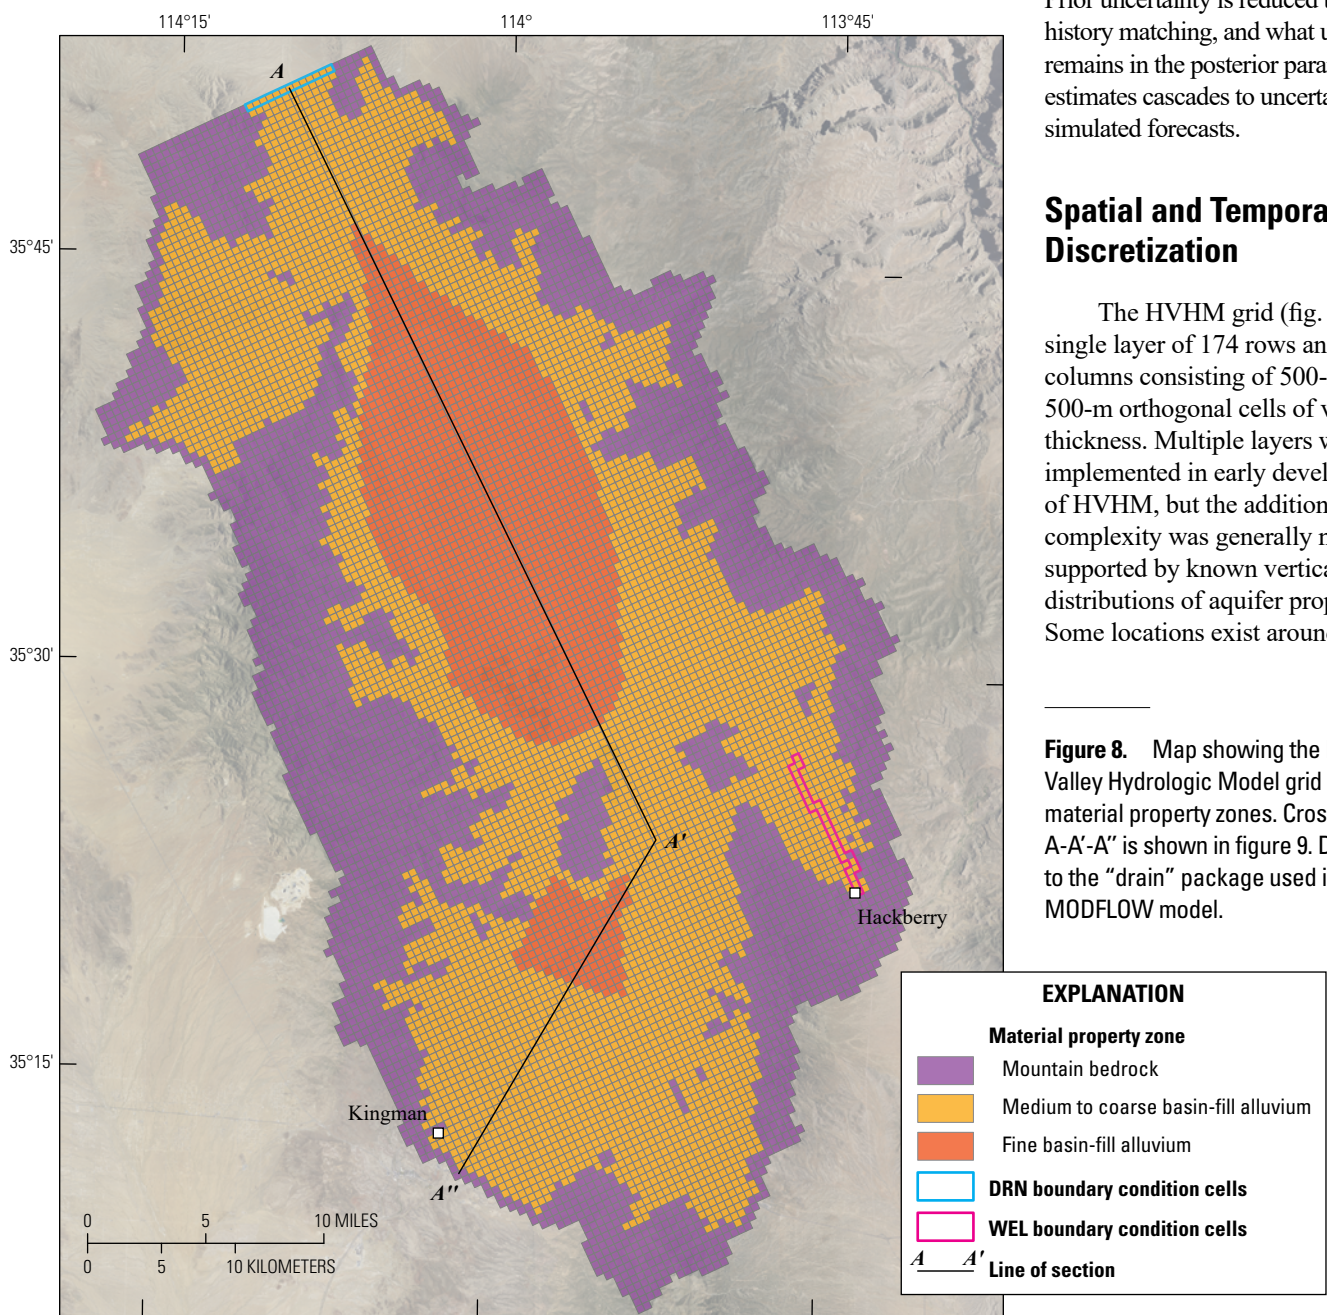 114°15'
114°
113°45'
35°45'
35°30'
35°15'
A
A'
A''
Hackberry
Kingman
0 5 10 MILES
0 5 10 KILOMETERS
history matching, and what u
remains in the posterior para
estimates cascades to uncerta
simulated forecasts.
Spatial and Tempora
Discretization
The HVHM grid (fig.
single layer of 174 rows an
columns consisting of 500-
500-m orthogonal cells of v
thickness. Multiple layers w
implemented in early devel
of HVHM, but the addition
complexity was generally n
supported by known vertica
distributions of aquifer prop
Some locations exist around
Figure 8. Map showing the
Valley Hydrologic Model grid
material property zones. Cros
A-A'-A'' is shown in figure 9. D
to the “drain” package used i
MODFLOW model.
EXPLANATION
Material property zone
Mountain bedrock
Medium to coarse basin-fill alluvium
Fine basin-fill alluvium
DRN boundary condition cells
WEL boundary condition cells
A A' Line of section